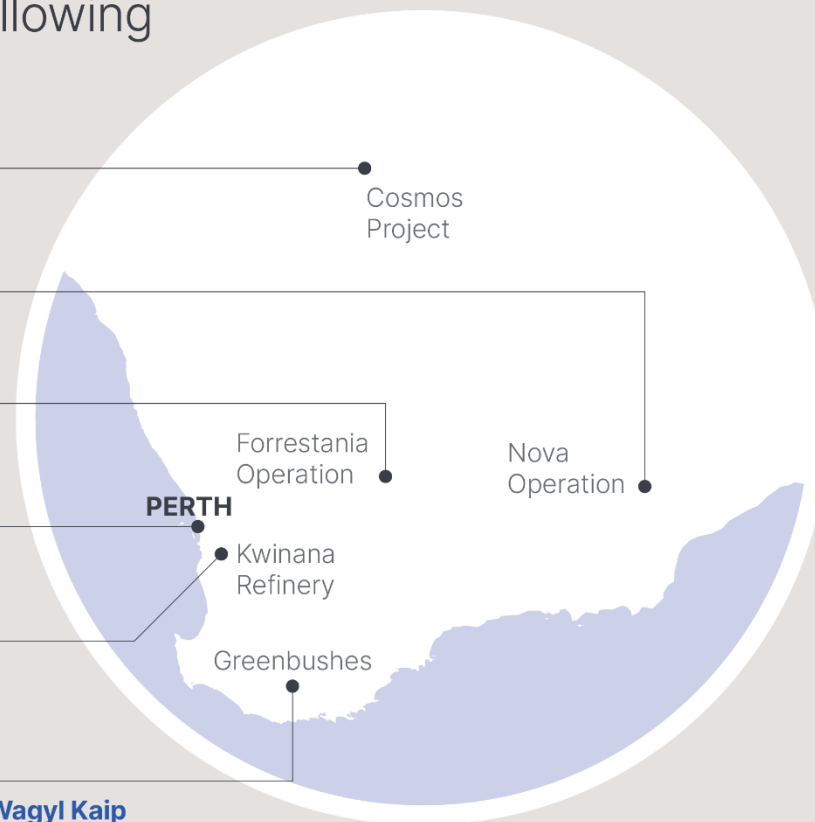 llowing
Cosmos
Project
Forrestania
Operation
Nova
Operation
PERTH
Kwinana
Refinery
Greenbushes
Wagyl Kaip